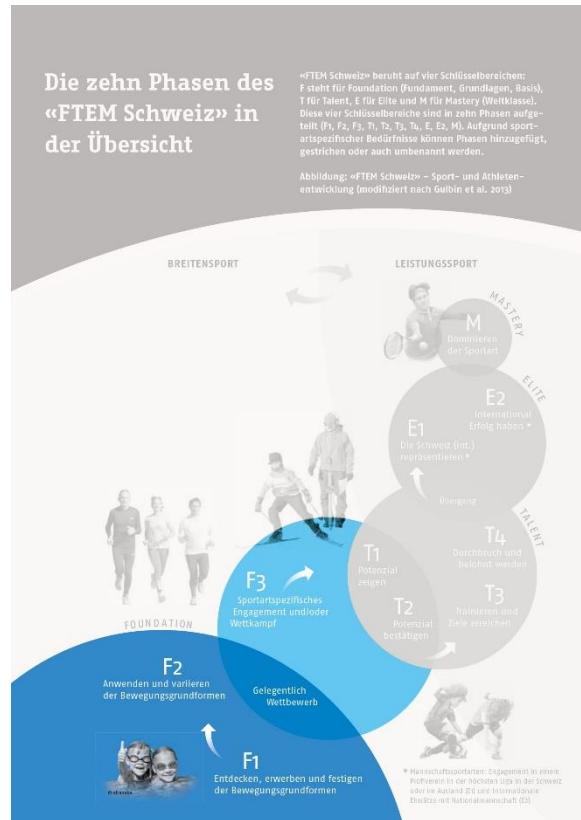 Die zehn Phasen des
«FTEM Schweiz» in
der Übersicht
«FTEM Schweiz» beruht auf vier Schlüsselbereichen:
F steht für Foundation (Fundament, Grundlagen, Basis),
T für Talent, E für Elite und M für Mastery (Weltklasse).
Diese vier Schlüsselbereiche sind in zehn Phasen aufge-
teilt (F1, F2, F3, T1, T2, T3, T4, E, E2, M). Aufgrund sport-
artspezifischer Bedürfnisse können Phasen hinzugefügt,
gestrichen oder auch umbenannt werden.
Abbildung: «FTEM Schweiz» – Sport- und Athleten-
entwicklung (modifiziert nach Gulbin et al. 2013)
BREITENSPORT
LEISTUNGSSPORT
MASTERY
M
Dominieren
der Sportart
ELITE
E2
International
Erfolg haben *
E1
Die Schweiz (int.)
repräsentieren *
Übergang
TALENT
T4
Durchbruch und
belohnt werden
T1
Potenzial
zeigen
T3
Trainieren und
Ziele erreichen
T2
Potenzial
bestätigen
F3
Sportartspezifisches
Engagement und/oder
Wettkampf
FOUNDATION
F2
Anwenden und variieren
der Bewegungsgrundformen
Gelegentlich
Wettbewerb
F1
Entdecken, erwerben und festigen
der Bewegungsgrundformen
* Mannschaftssportarten: Engagement in einem
Profiverein in der höchsten Liga in der Schweiz
oder im Ausland (E1) und internationale
Einsätze mit Nationalmannschaft (E2)